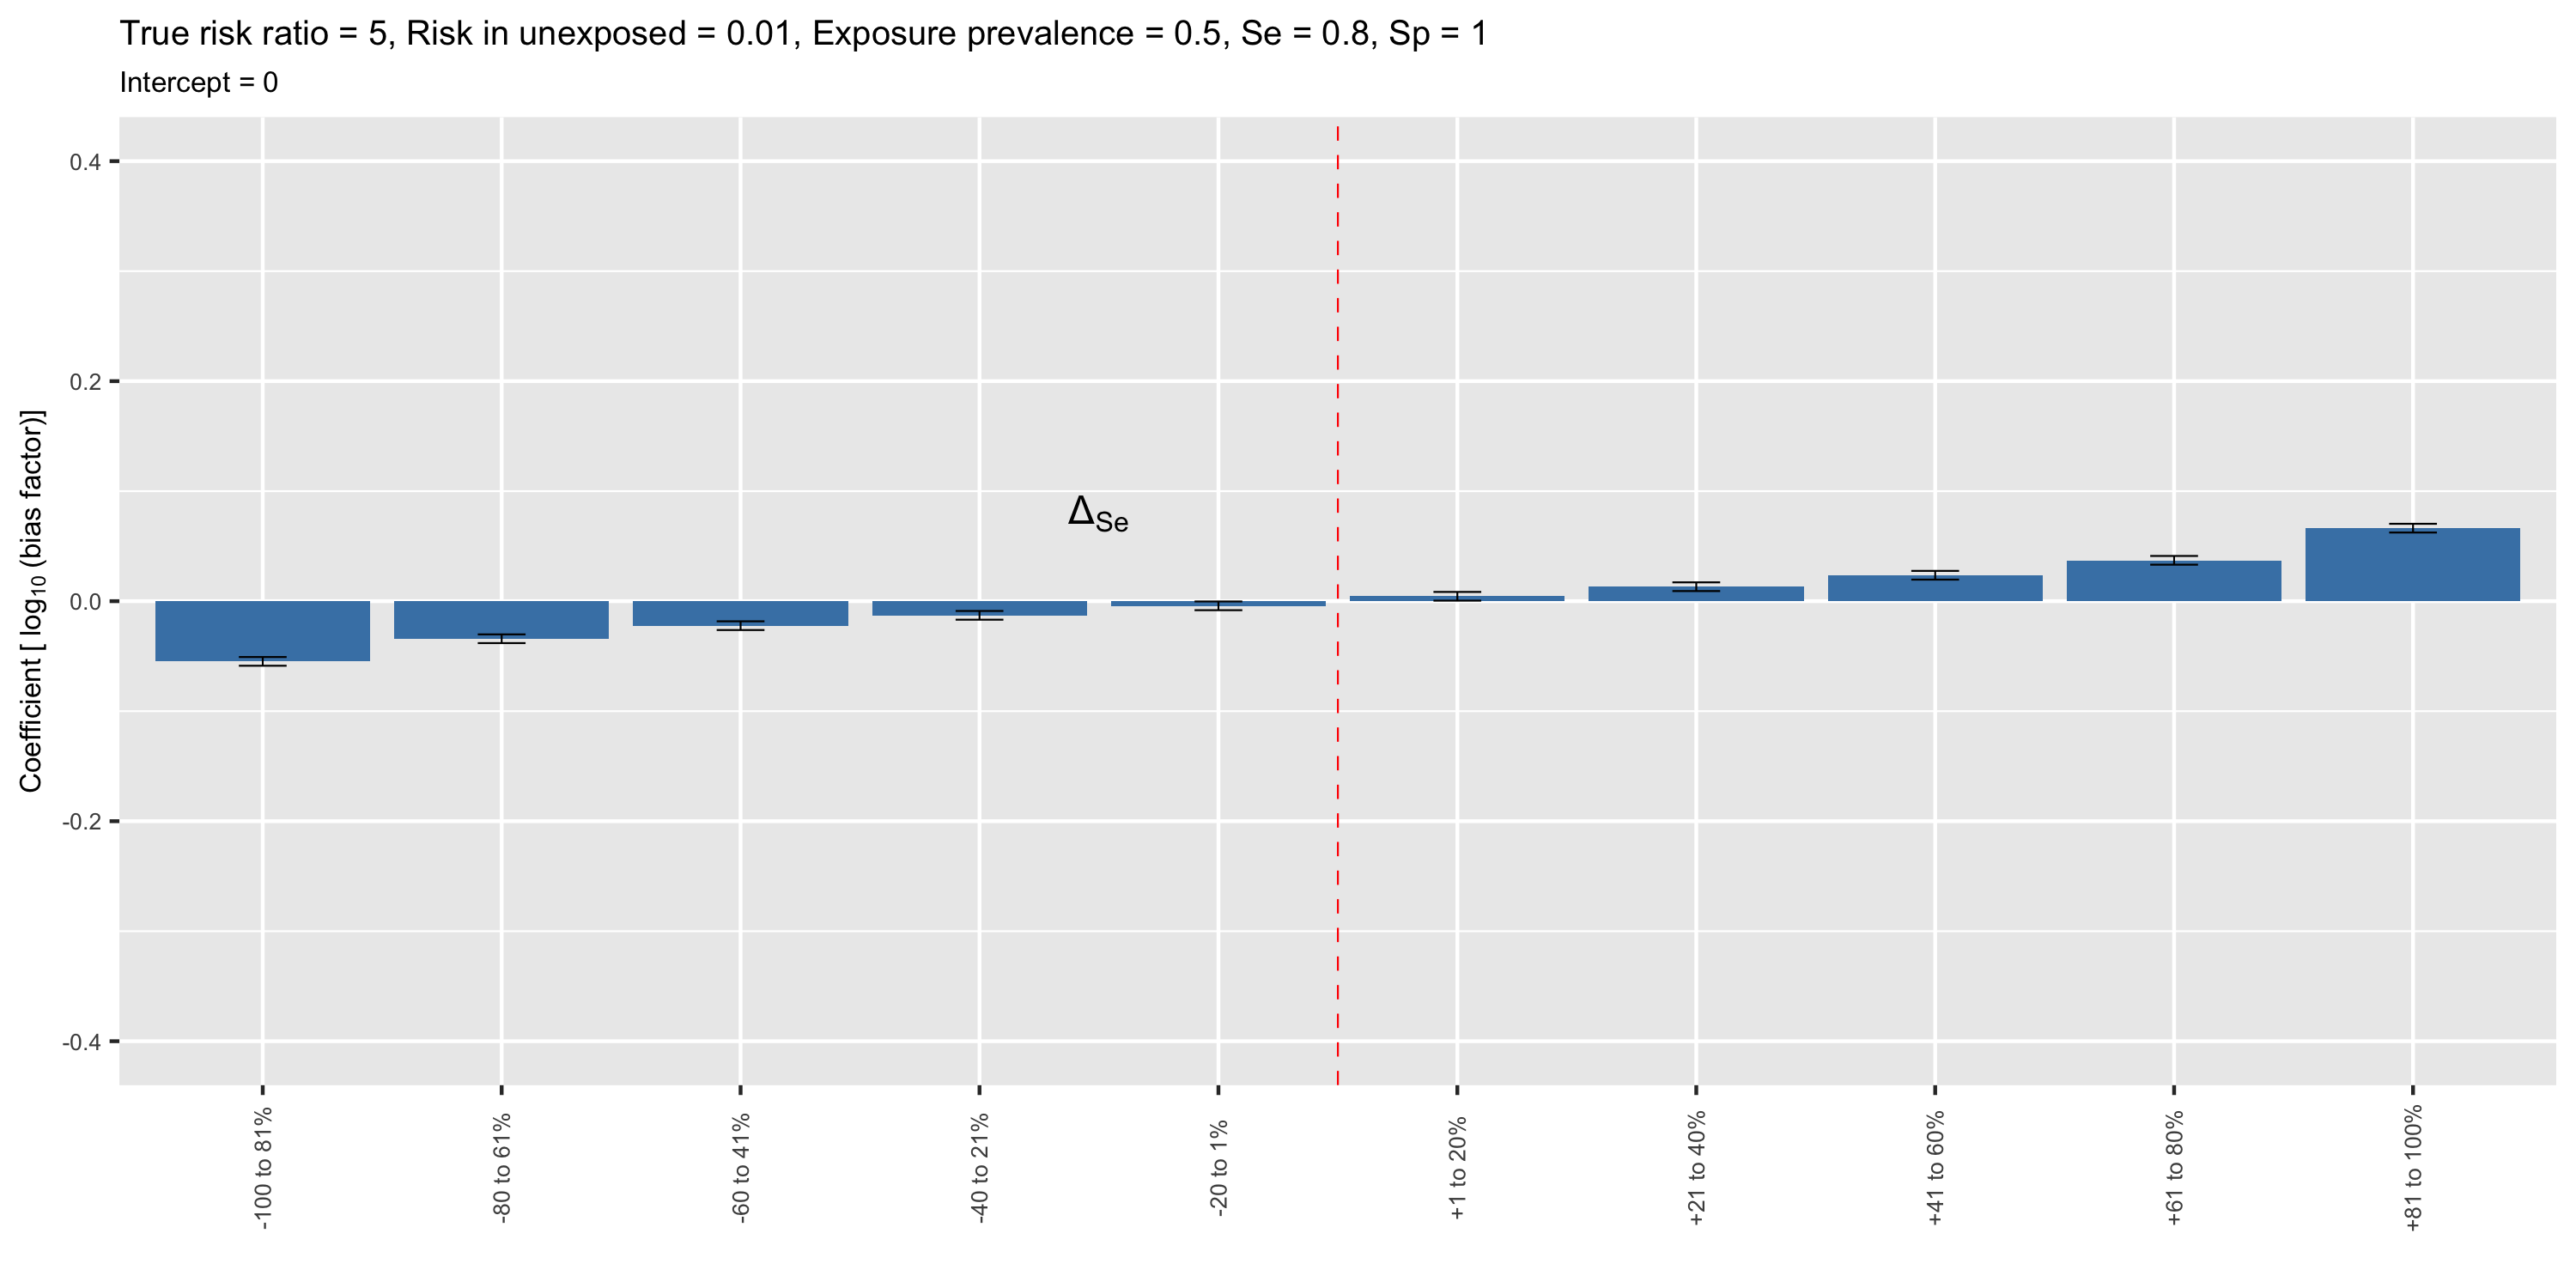 True risk ratio = 5, Risk in unexposed = 0.01, Exposure prevalence = 0.5, Se = 0.8, Sp = 1
Intercept = 0
Coefficient [ log₁₀ (bias factor)]
0.4
0.2
0.0
-0.2
-0.4
Δ_Se
-100 to 81%
-80 to 61%
-60 to 41%
-40 to 21%
-20 to 1%
+1 to 20%
+21 to 40%
+41 to 60%
+61 to 80%
+81 to 100%